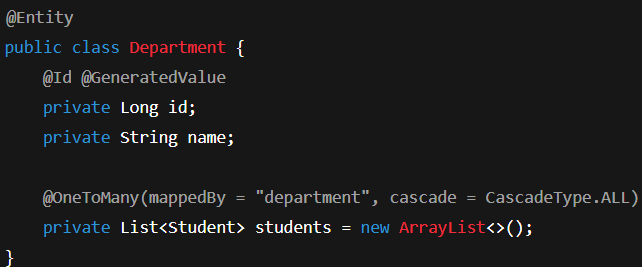 @Entity
public class Department {
    @Id @GeneratedValue
    private Long id;
    private String name;

    @OneToMany(mappedBy = "department", cascade = CascadeType.ALL)
    private List<Student> students = new ArrayList<>();
}